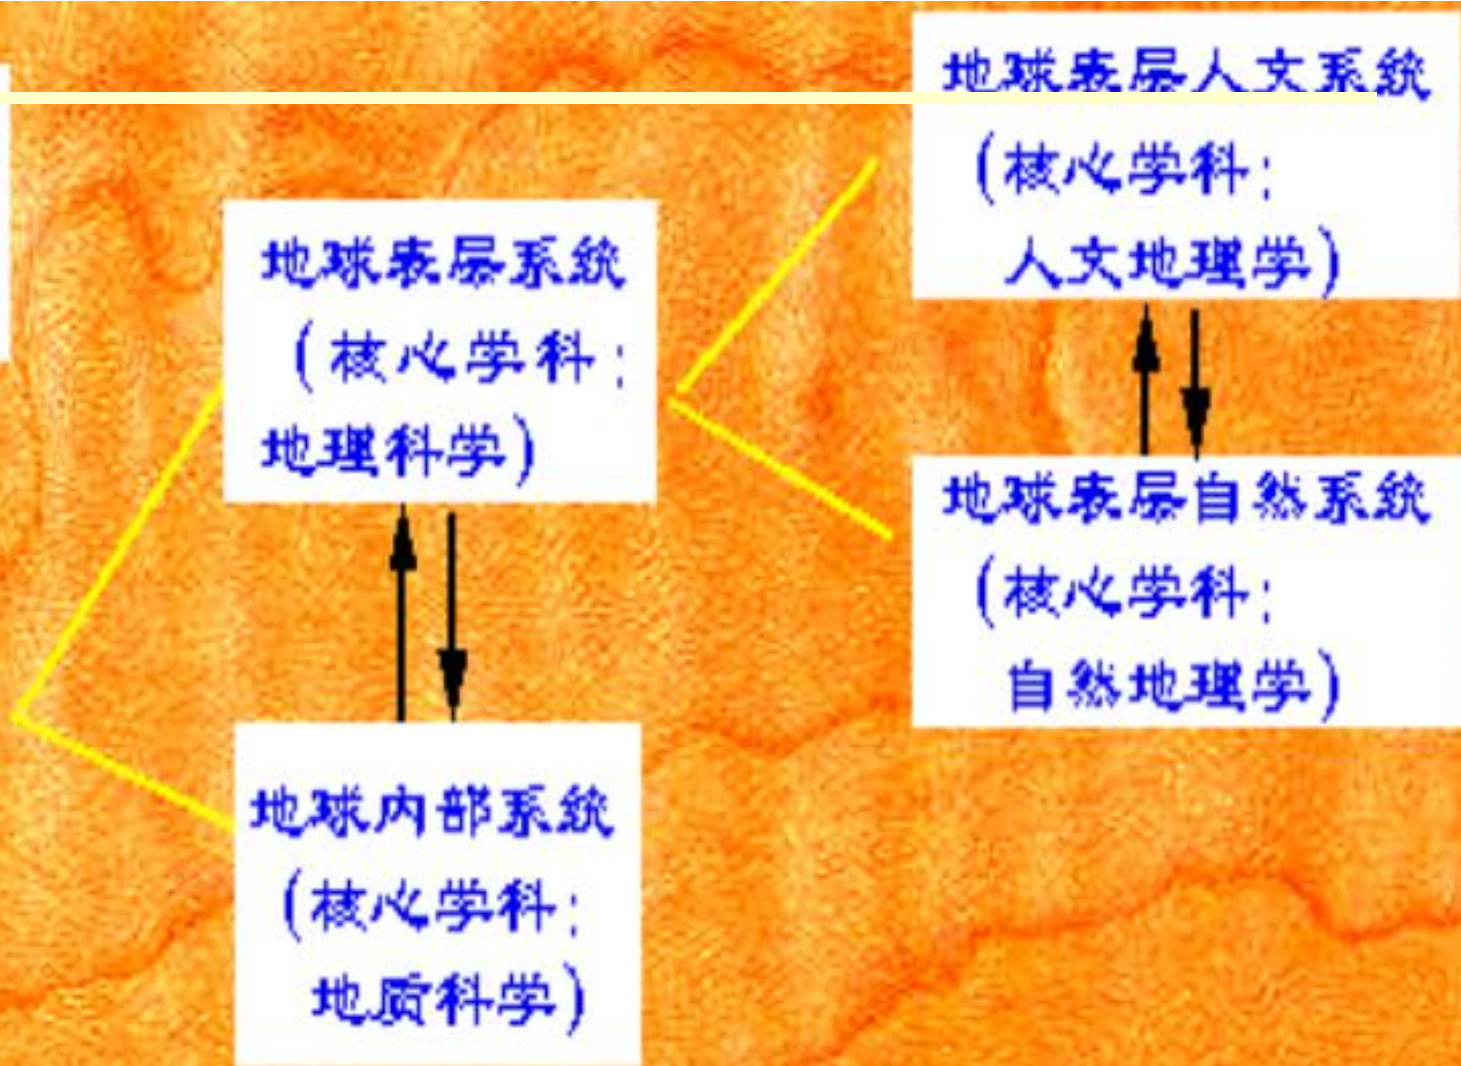 地球表层人文系统
(核心学科:
人文地理学)
地球表层系统
(核心学科:
地理科学)
地球表层自然系统
(核心学科:
自然地理学)
地球内部系统
(核心学科:
地质科学)